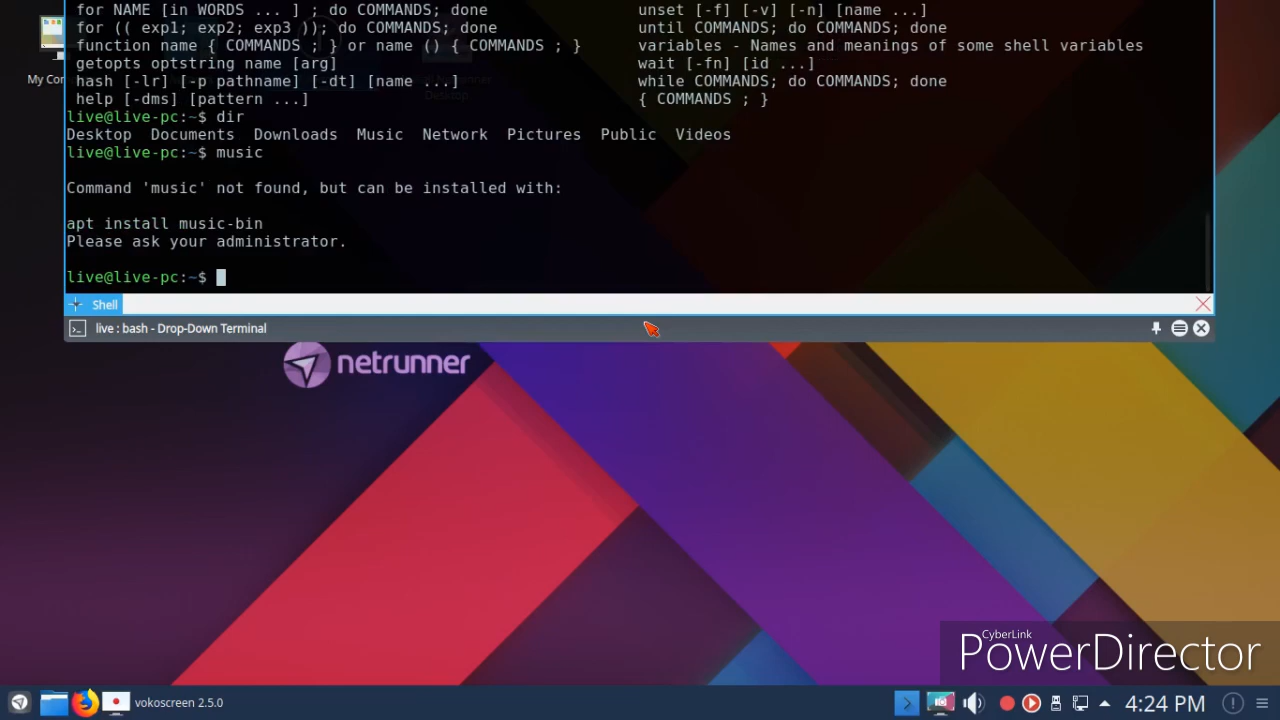 for NAME [in WORDS ... ] ; do COMMANDS; done
unset [-f] [-v] [-n] [name ...]
for (( exp1; exp2; exp3 )); do COMMANDS; done
until COMMANDS; do COMMANDS; done
function name { COMMANDS ; } or name () { COMMANDS ; }
variables - Names and meanings of some shell variables
getopts optstring name [arg]
wait [-fn] [id ...]
hash [-lr] [-p pathname] [-dt] [name ...]
while COMMANDS; do COMMANDS; done
help [-dms] [pattern ...]
{ COMMANDS ; }
live@live-pc:~$ dir
Desktop Documents Downloads Music Network Pictures Public Videos
live@live-pc:~$ music
Command 'music' not found, but can be installed with:
apt install music-bin
Please ask your administrator.
live@live-pc:~$
Shell
live : bash - Drop-Down Terminal
netrunner
CyberLink
PowerDirector
vokoscreen 2.5.0
4:24 PM